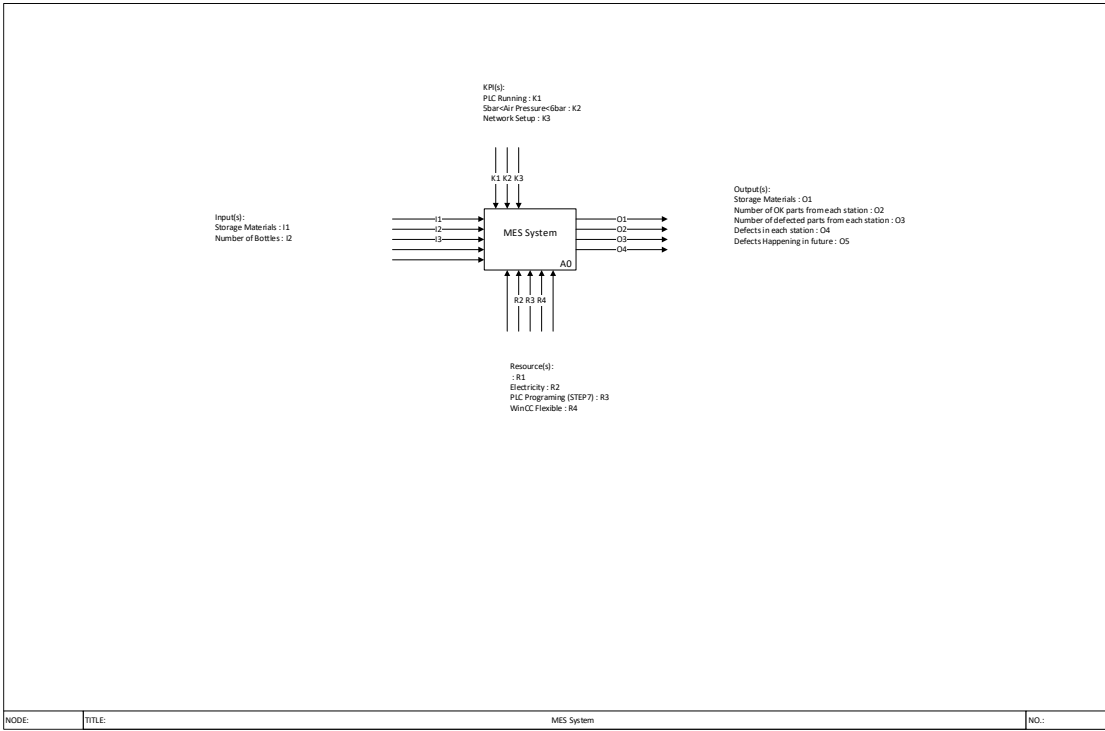 KPI(s):
PLC Running : K1
5bar<Air Pressure<6bar : K2
Network Setup : K3
K1 K2 K3
Input(s):
Storage Materials : I1
Number of Bottles : I2
I1
I2
I3
MES System
A0
O1
O2
O3
O4
Output(s):
Storage Materials : O1
Number of OK parts from each station : O2
Number of defected parts from each station : O3
Defects in each station : O4
Defects Happening in future : O5
R2 R3 R4
Resource(s):
: R1
Electricity : R2
PLC Programing (STEP7) : R3
WinCC Flexible : R4
NODE:
TITLE:
MES System
NO.: